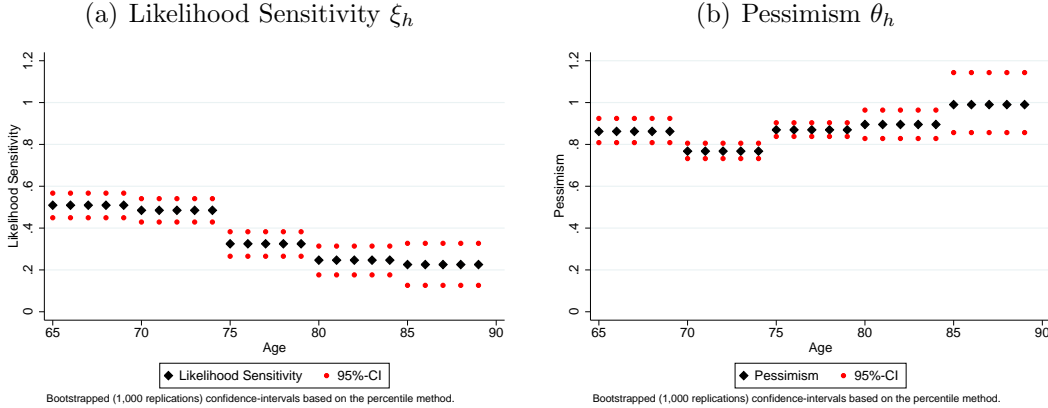 (a) Likelihood Sensitivity ξh
(b) Pessimism θh
Likelihood Sensitivity
0 .2 .4 .6 .8 1 1.2
65 70 75 80 85 90
Age
Likelihood Sensitivity 95%-CI
Bootstrapped (1,000 replications) confidence-intervals based on the percentile method.
Pessimism
0 .2 .4 .6 .8 1 1.2
65 70 75 80 85 90
Age
Pessimism 95%-CI
Bootstrapped (1,000 replications) confidence-intervals based on the percentile method.